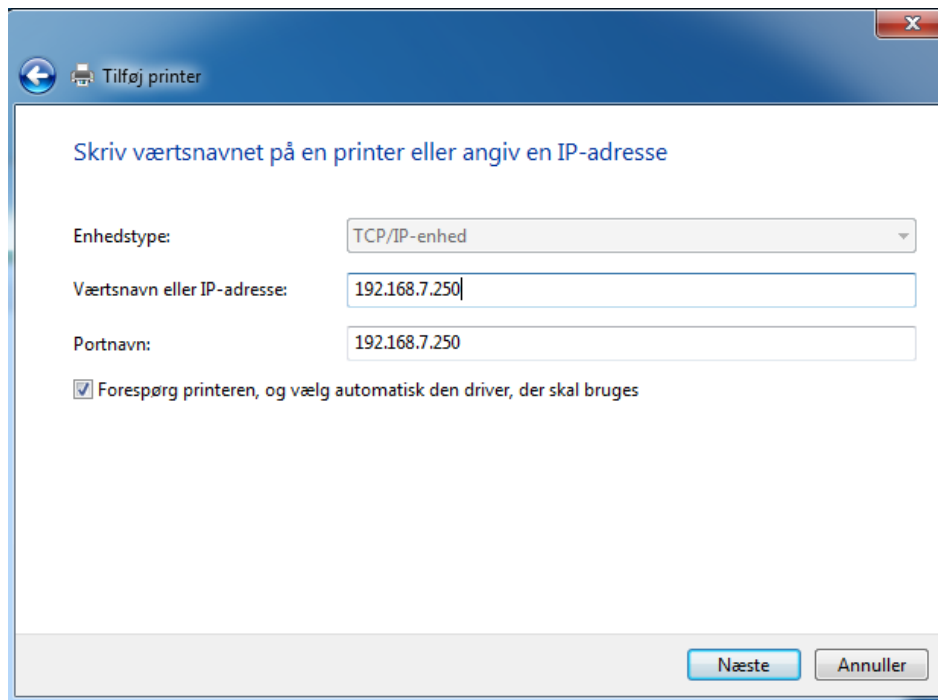 Tilføj printer
Skriv værtsnavnet på en printer eller angiv en IP-adresse
Enhedstype: TCP/IP-enhed
Værtsnavn eller IP-adresse: 192.168.7.250
Portnavn: 192.168.7.250
Forespørg printeren, og vælg automatisk den driver, der skal bruges
Næste Annuller